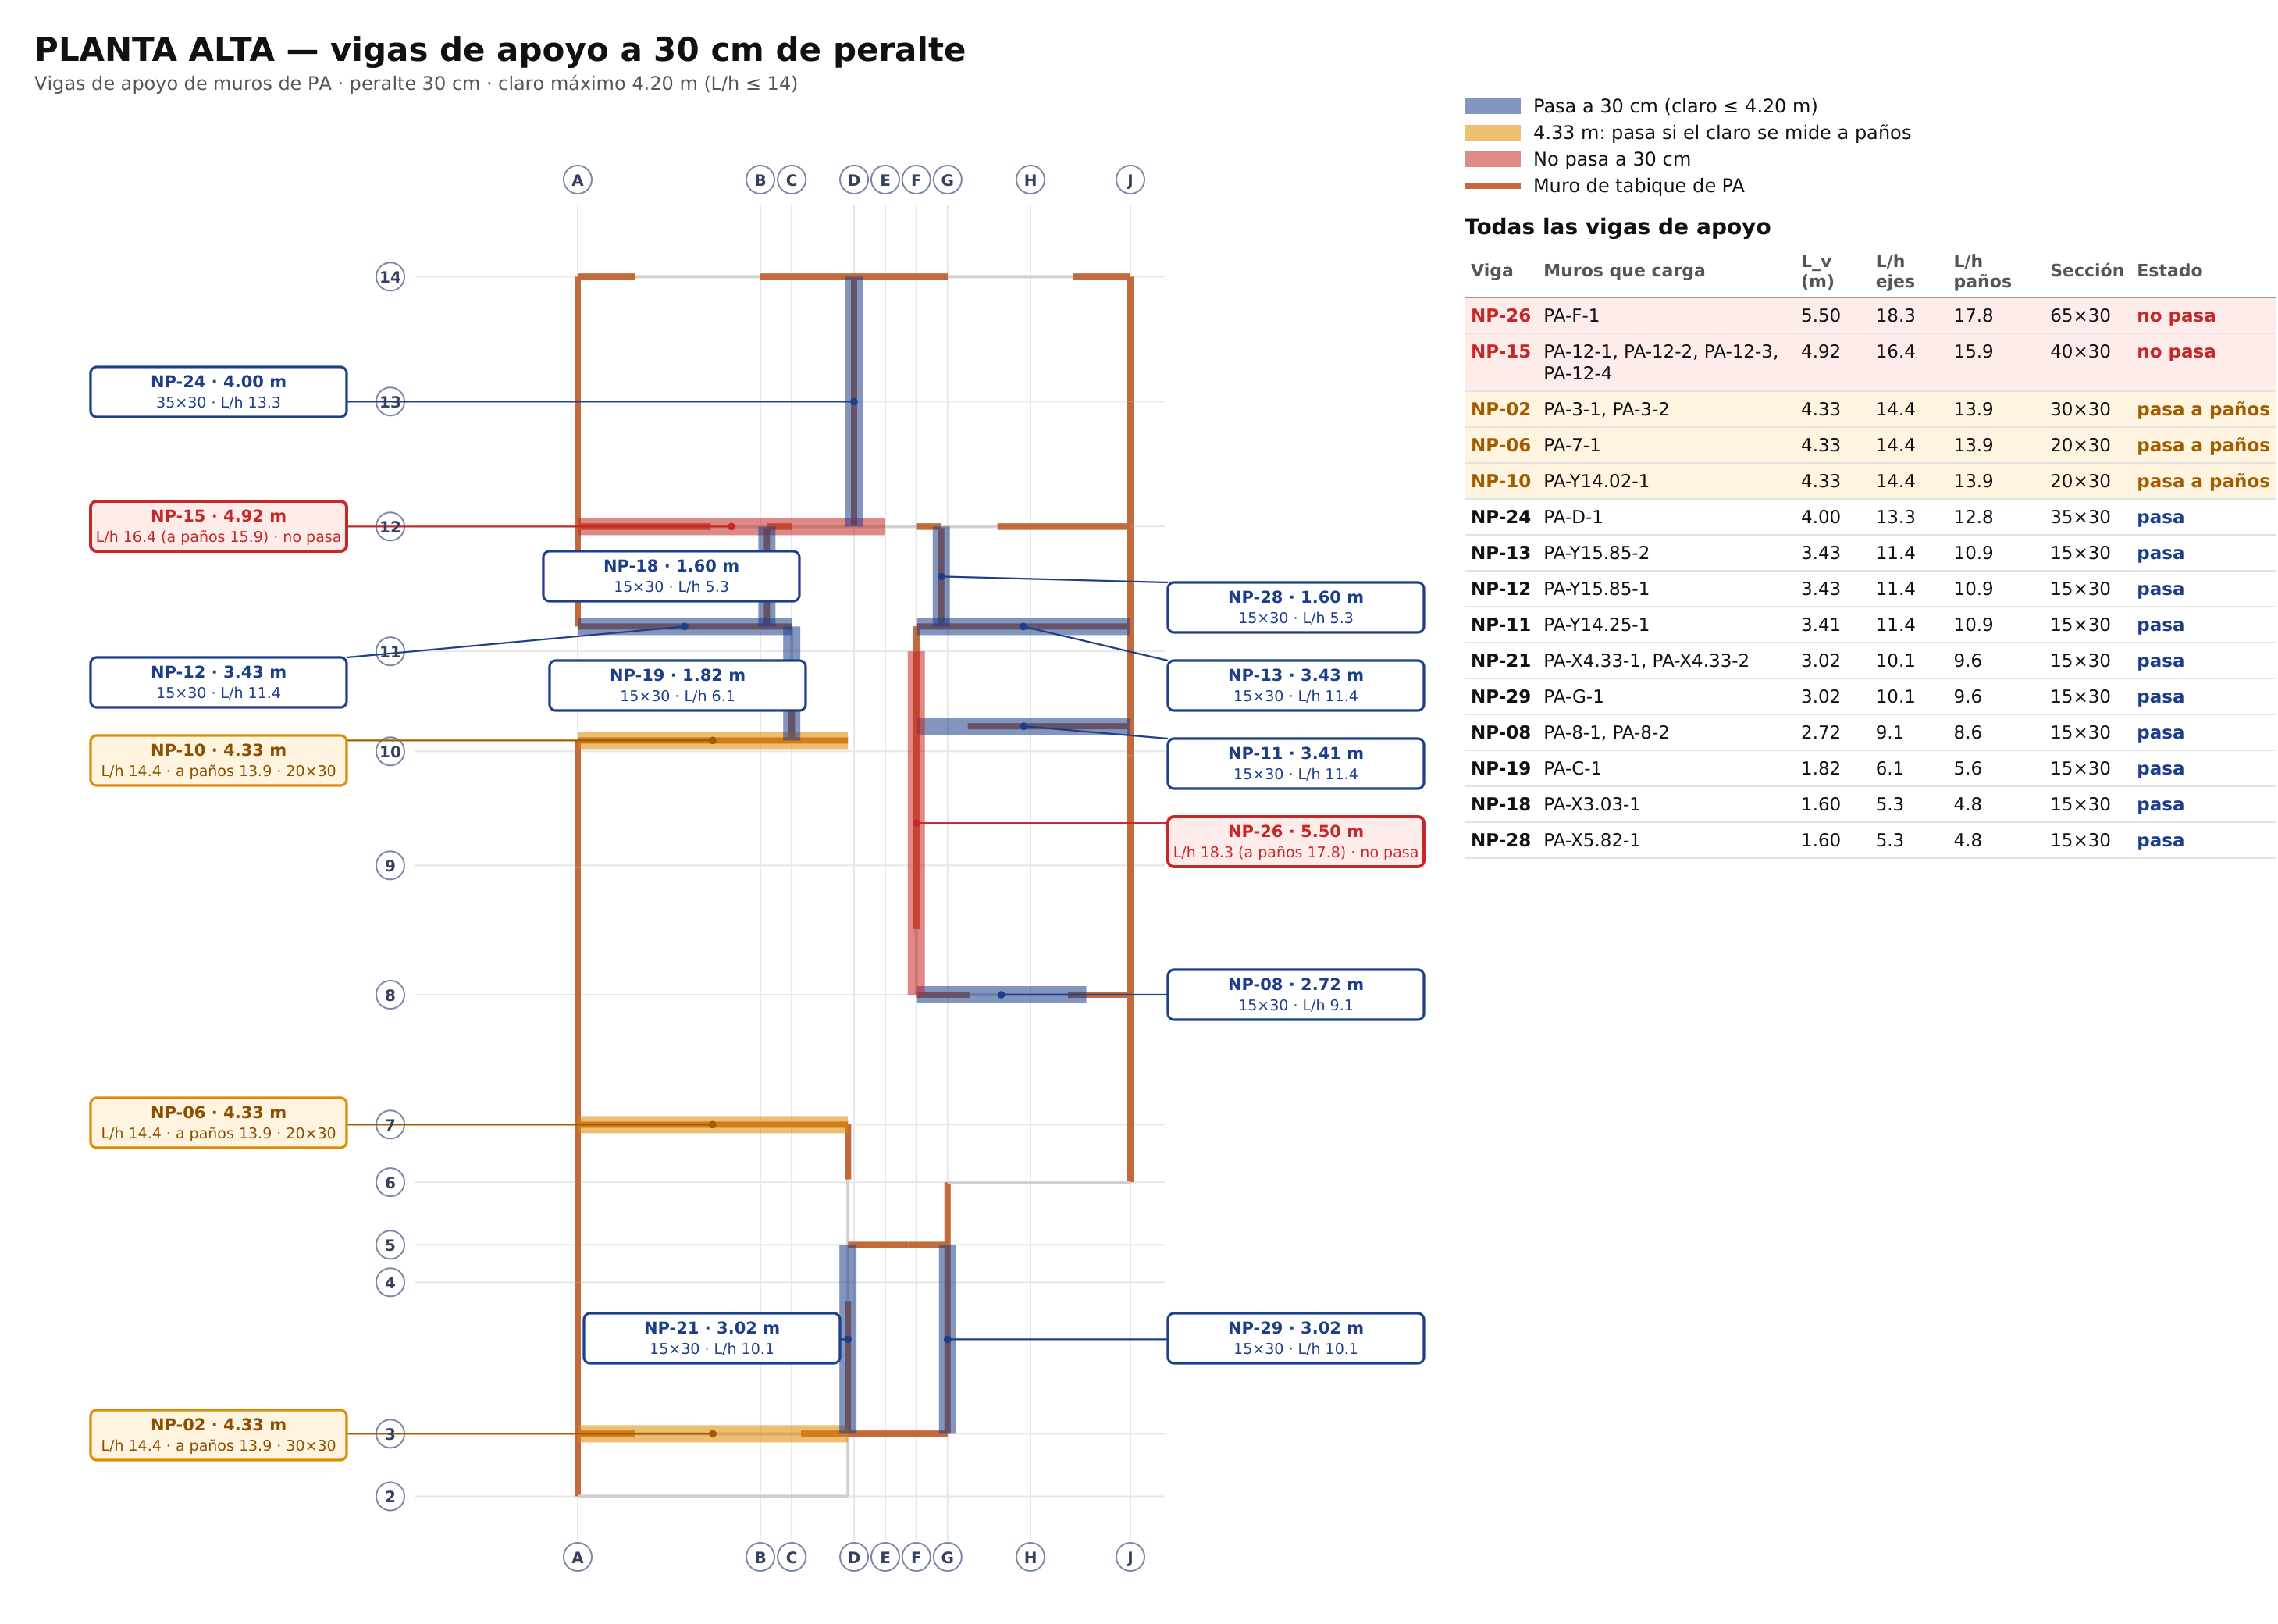 PLANTA ALTA — vigas de apoyo a 30 cm de peralte
Vigas de apoyo de muros de PA · peralte 30 cm · claro máximo 4.20 m (L/h ≤ 14)
Pasa a 30 cm (claro ≤ 4.20 m)
4.33 m: pasa si el claro se mide a paños
No pasa a 30 cm
Muro de tabique de PA
A B C D E F G H J
14
NP-24 · 4.00 m
35×30 · L/h 13.3
13
NP-15 · 4.92 m
L/h 16.4 (a paños 15.9) · no pasa
12
NP-18 · 1.60 m
15×30 · L/h 5.3
NP-28 · 1.60 m
15×30 · L/h 5.3
11
NP-12 · 3.43 m
15×30 · L/h 11.4
NP-19 · 1.82 m
15×30 · L/h 6.1
NP-13 · 3.43 m
15×30 · L/h 11.4
NP-10 · 4.33 m
L/h 14.4 · a paños 13.9 · 20×30
10
NP-11 · 3.41 m
15×30 · L/h 11.4
NP-26 · 5.50 m
L/h 18.3 (a paños 17.8) · no pasa
9
8
NP-08 · 2.72 m
15×30 · L/h 9.1
NP-06 · 4.33 m
L/h 14.4 · a paños 13.9 · 20×30
7
6
5
4
NP-21 · 3.02 m
15×30 · L/h 10.1
NP-29 · 3.02 m
15×30 · L/h 10.1
NP-02 · 4.33 m
L/h 14.4 · a paños 13.9 · 30×30
3
2
A B C D E F G H J
Todas las vigas de apoyo
Viga Muros que carga L_v (m) L/h ejes L/h paños Sección Estado
NP-26 PA-F-1 5.50 18.3 17.8 65×30 no pasa
NP-15 PA-12-1, PA-12-2, PA-12-3, 4.92 16.4 15.9 40×30 no pasa
PA-12-4
NP-02 PA-3-1, PA-3-2 4.33 14.4 13.9 30×30 pasa a paños
NP-06 PA-7-1 4.33 14.4 13.9 20×30 pasa a paños
NP-10 PA-Y14.02-1 4.33 14.4 13.9 20×30 pasa a paños
NP-24 PA-D-1 4.00 13.3 12.8 35×30 pasa
NP-13 PA-Y15.85-2 3.43 11.4 10.9 15×30 pasa
NP-12 PA-Y15.85-1 3.43 11.4 10.9 15×30 pasa
NP-11 PA-Y14.25-1 3.41 11.4 10.9 15×30 pasa
NP-21 PA-X4.33-1, PA-X4.33-2 3.02 10.1 9.6 15×30 pasa
NP-29 PA-G-1 3.02 10.1 9.6 15×30 pasa
NP-08 PA-8-1, PA-8-2 2.72 9.1 8.6 15×30 pasa
NP-19 PA-C-1 1.82 6.1 5.6 15×30 pasa
NP-18 PA-X3.03-1 1.60 5.3 4.8 15×30 pasa
NP-28 PA-X5.82-1 1.60 5.3 4.8 15×30 pasa